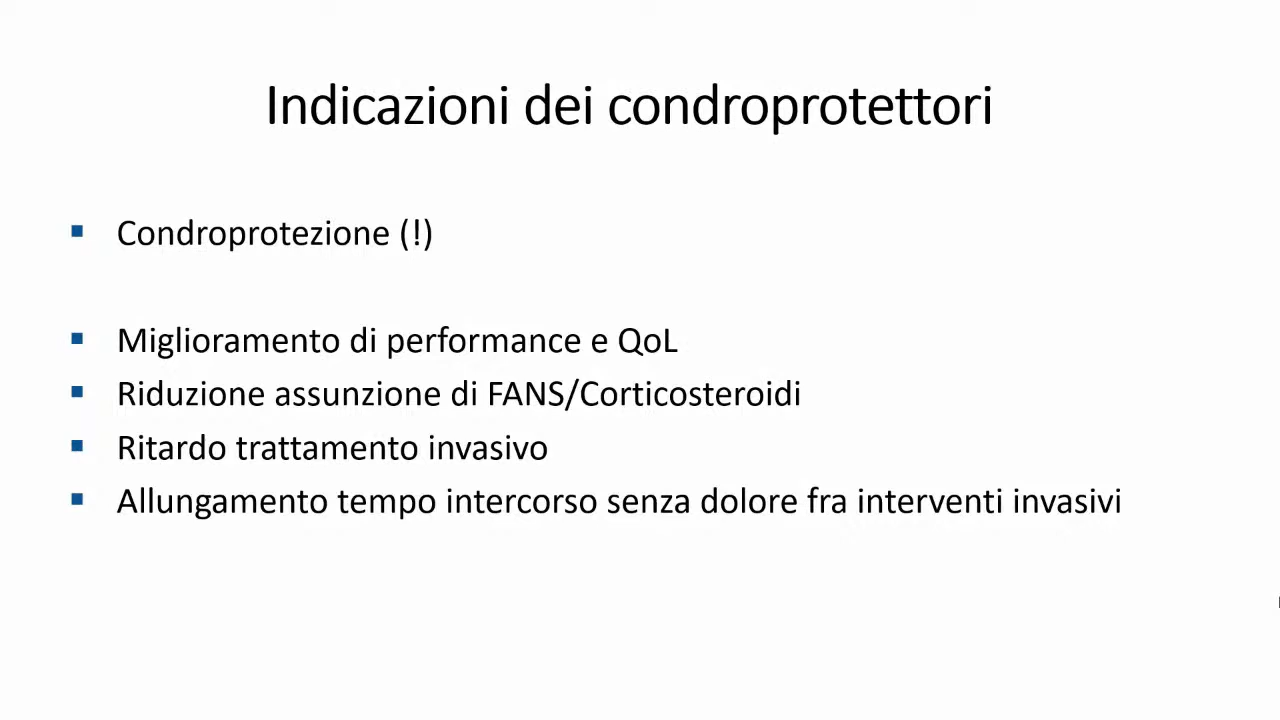 Indicazioni dei condroprotettori
▪ Condroprotezione (!)
▪ Miglioramento di performance e QoL
▪ Riduzione assunzione di FANS/Corticosteroidi
▪ Ritardo trattamento invasivo
▪ Allungamento tempo intercorso senza dolore fra interventi invasivi